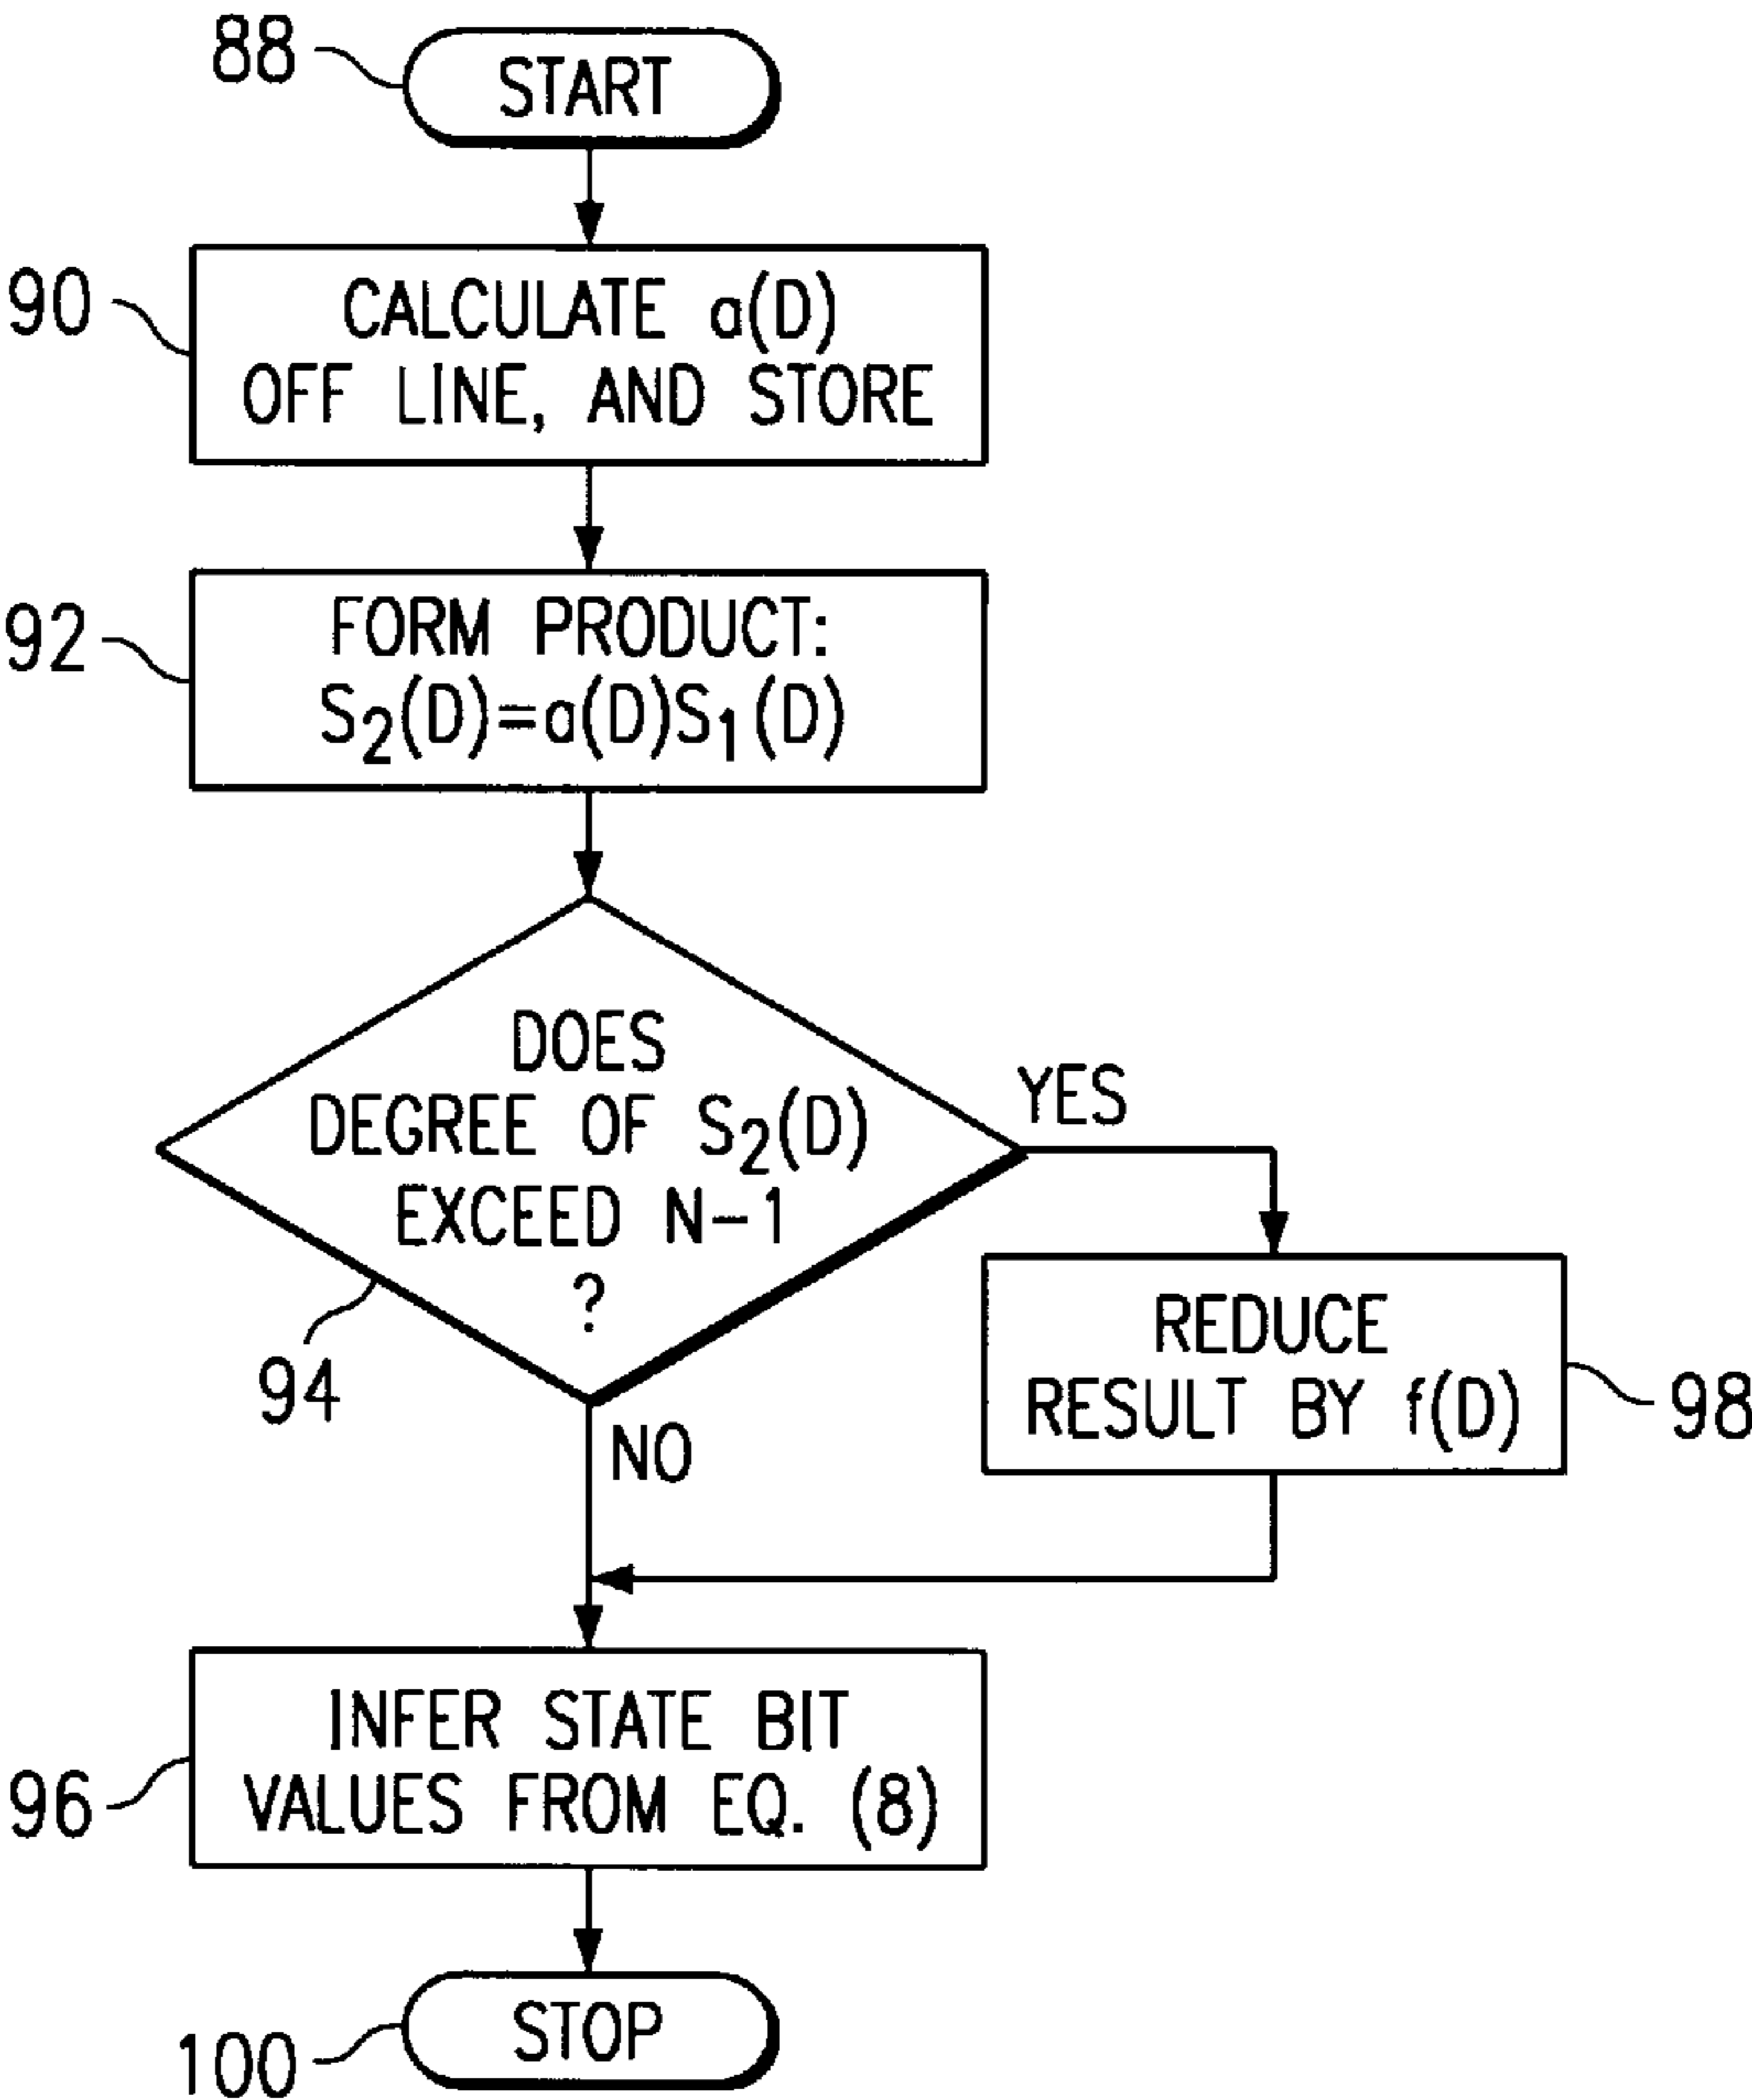 88
START
90
CALCULATE a(D)
OFF LINE, AND STORE
92
FORM PRODUCT:
S₂(D)=a(D)S₁(D)
DOES
DEGREE OF S₂(D)
EXCEED N-1
?
94
YES
REDUCE
RESULT BY f(D)
98
NO
INFER STATE BIT
VALUES FROM EQ. (8)
96
STOP
100